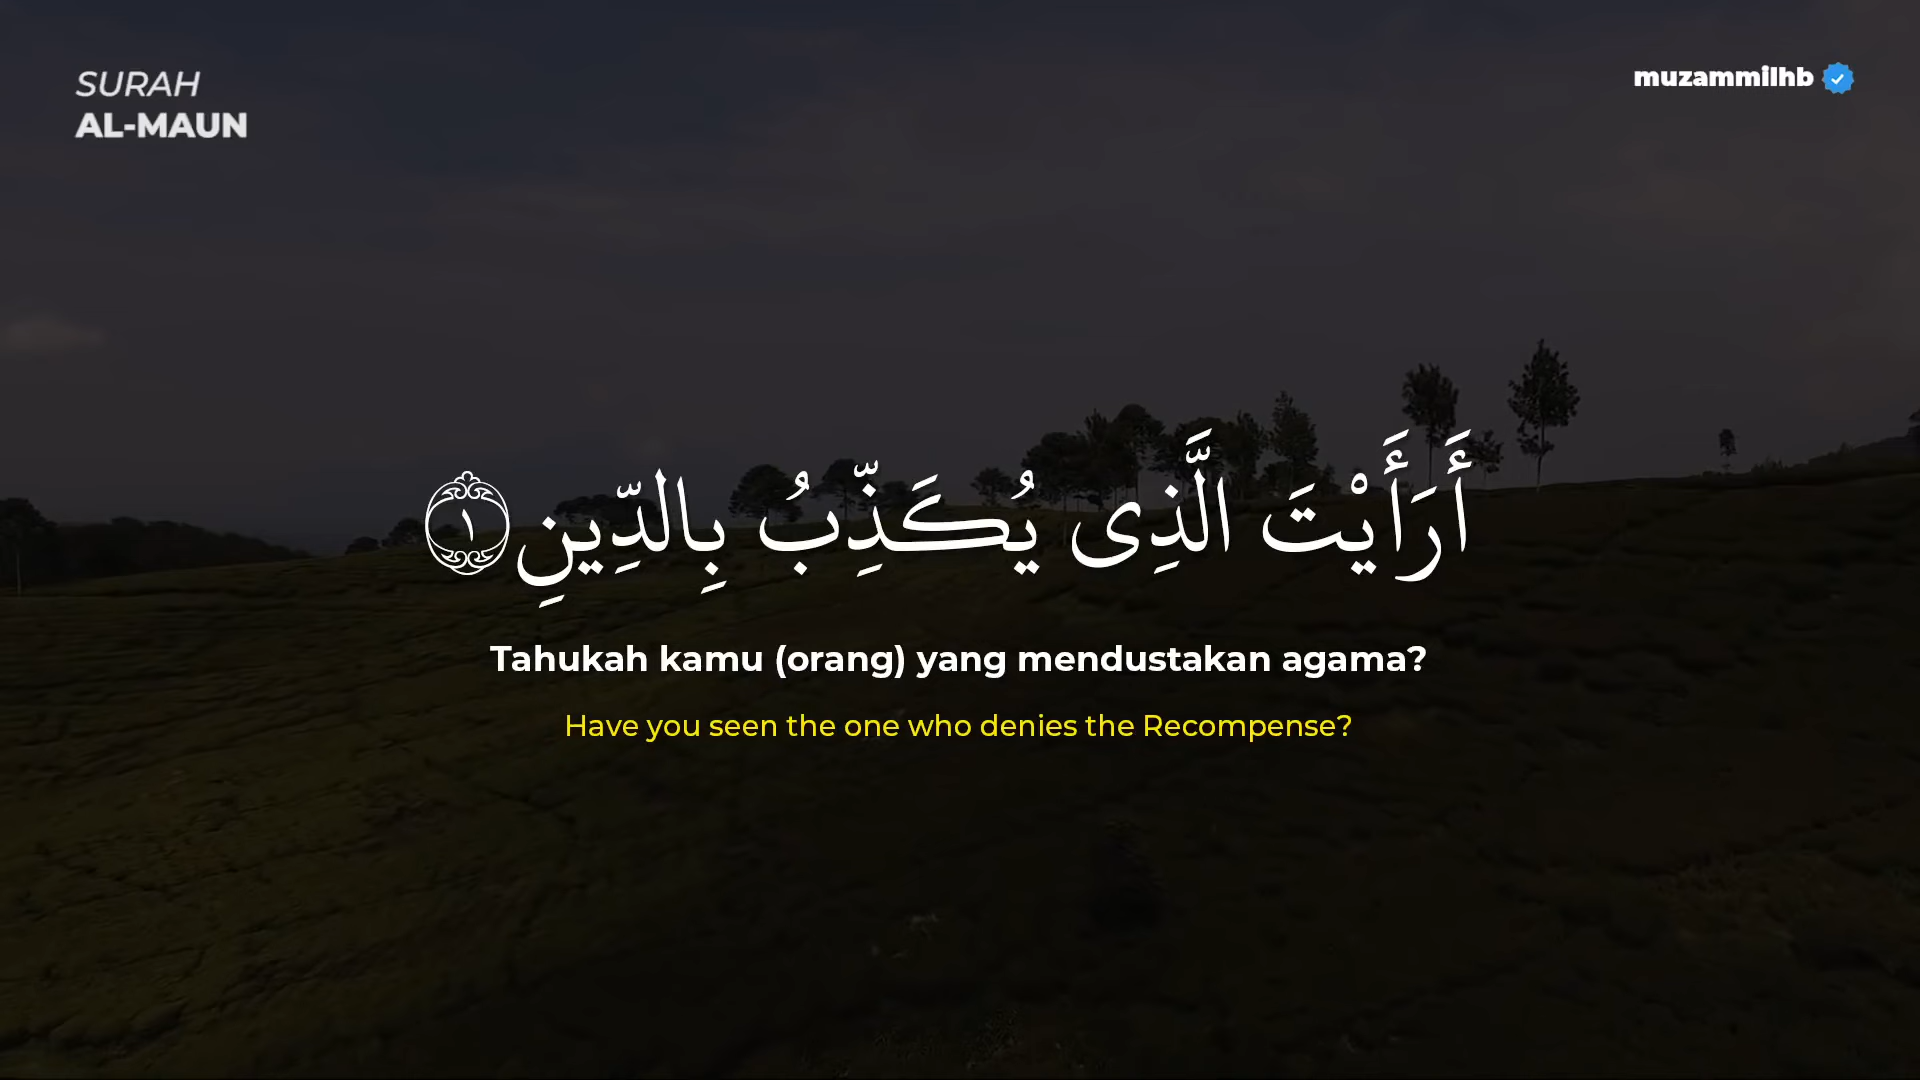 SURAH
AL-MAUN
muzammilhb
أَرَأَيْتَ الَّذِى يُكَذِّبُ بِالدِّينِ ١
Tahukah kamu (orang) yang mendustakan agama?
Have you seen the one who denies the Recompense?